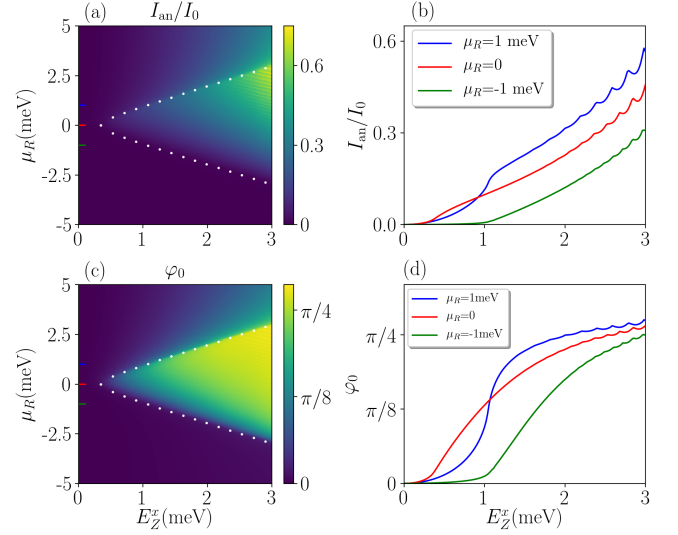 (a)
I_an/I_0
5
2.5
0
-2.5
-5
μ_R(meV)
0
1
2
3
0.6
0.3
0
(b)
0.6
0.3
0.0
I_an/I_0
μ_R=1 meV
μ_R=0
μ_R=-1 meV
0
1
2
3
(c)
φ_0
5
2.5
0
-2.5
-5
μ_R(meV)
0
1
2
3
E_Z^x(meV)
π/4
π/8
0
(d)
π/4
π/8
0
φ_0
μ_R=1meV
μ_R=0
μ_R=-1meV
0
1
2
3
E_Z^x(meV)